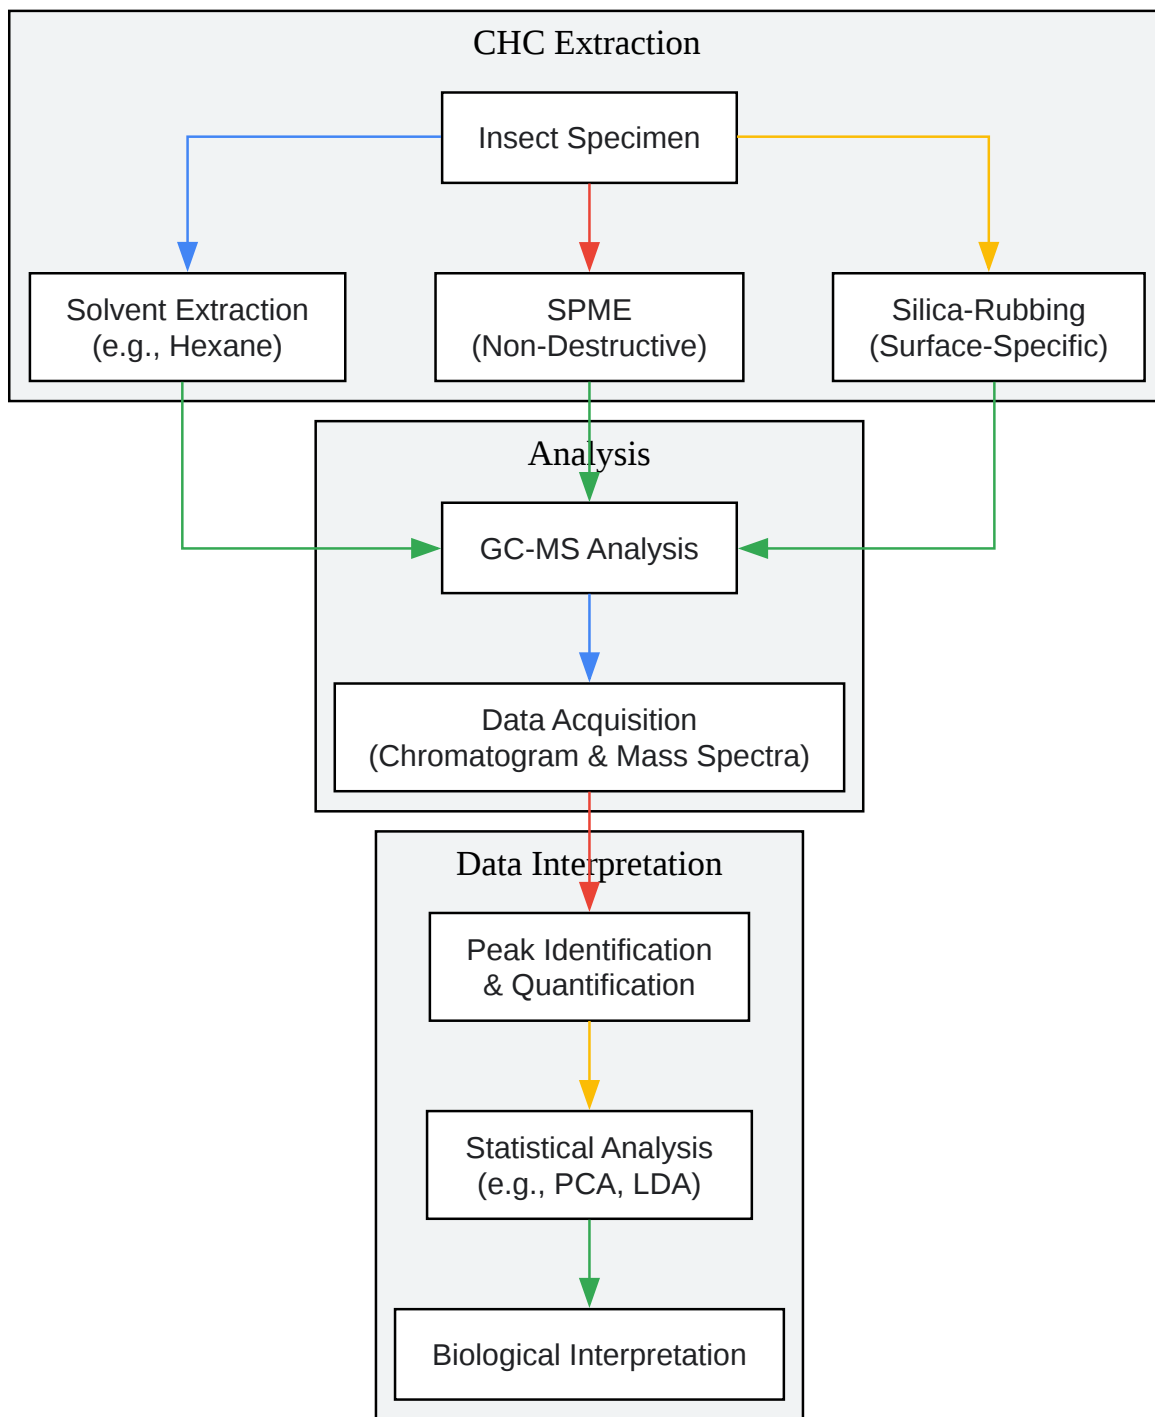 CHC Extraction
Insect Specimen
Solvent Extraction
(e.g., Hexane)
SPME
(Non-Destructive)
Silica-Rubbing
(Surface-Specific)
Analysis
GC-MS Analysis
Data Acquisition
(Chromatogram & Mass Spectra)
Data Interpretation
Peak Identification
& Quantification
Statistical Analysis
(e.g., PCA, LDA)
Biological Interpretation